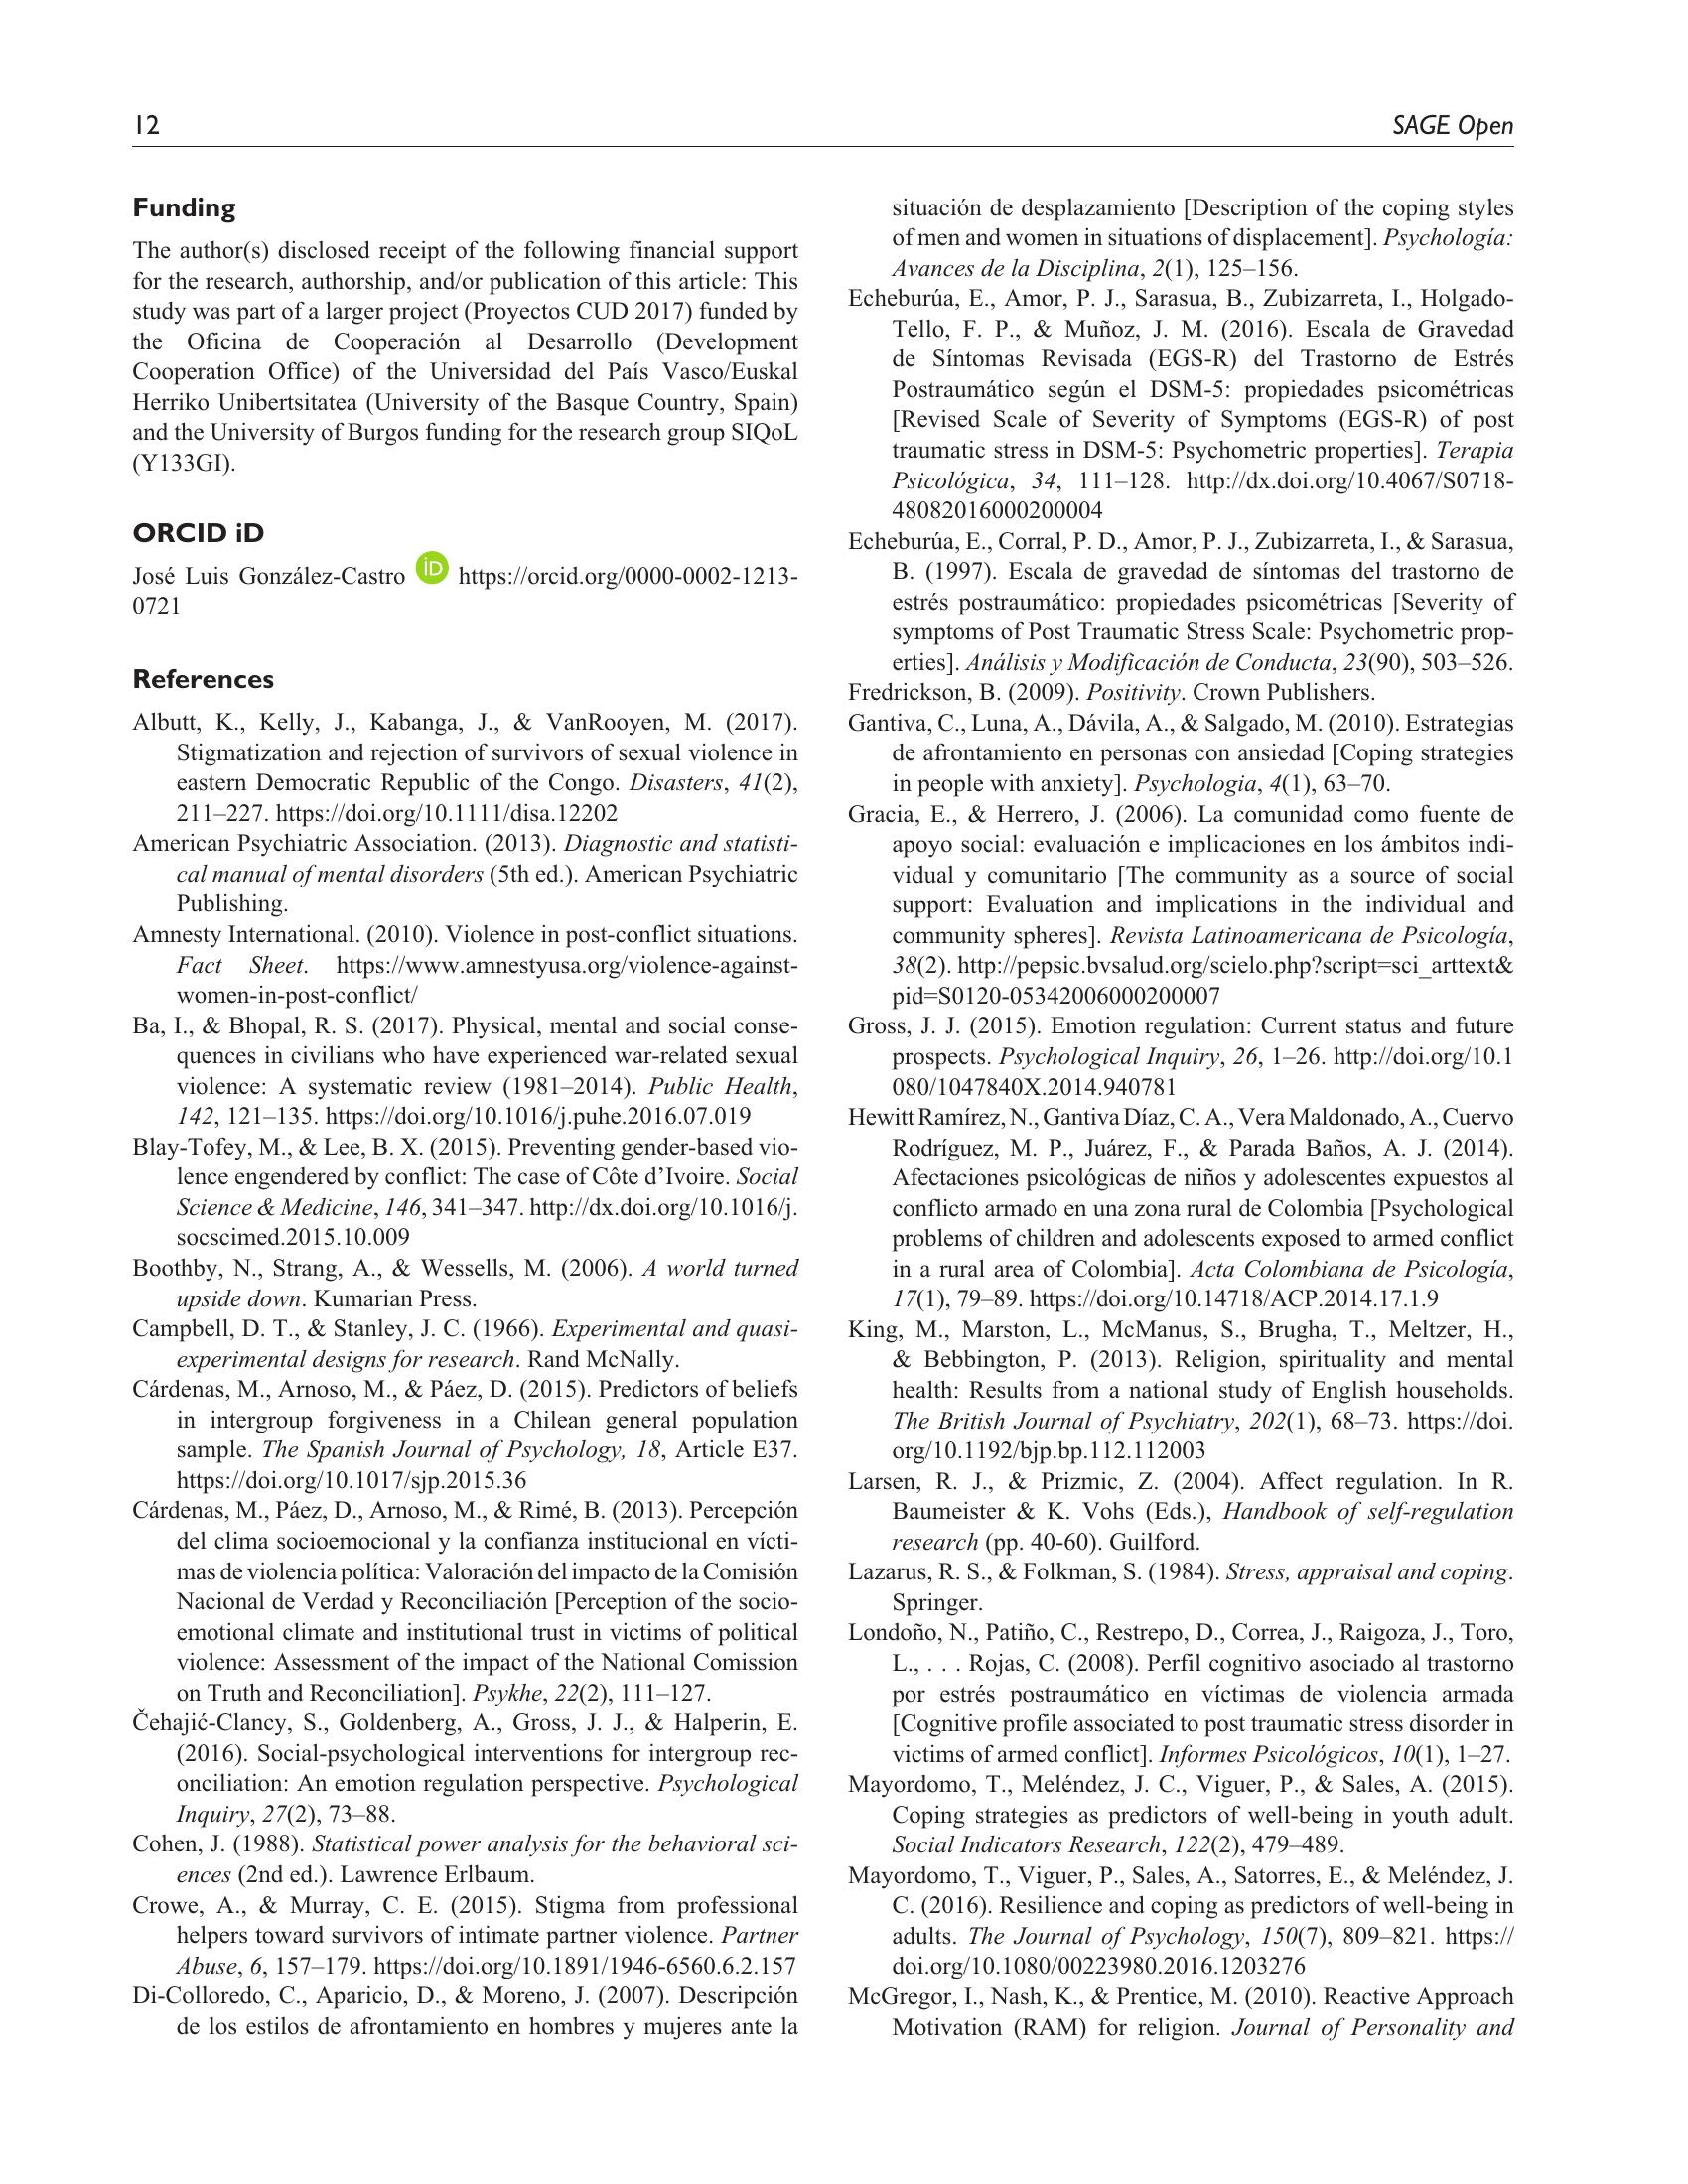 12
SAGE Open
Funding
The author(s) disclosed receipt of the following financial support
for the research, authorship, and/or publication of this article: This
study was part of a larger project (Proyectos CUD 2017) funded by
the Oficina de Cooperación al Desarrollo (Development
Cooperation Office) of the Universidad del País Vasco/Euskal
Herriko Unibertsitatea (University of the Basque Country, Spain)
and the University of Burgos funding for the research group SIQoL
(Y133GI).
ORCID iD
José Luis González-Castro iD https://orcid.org/0000-0002-1213-
0721
References
Albutt, K., Kelly, J., Kabanga, J., & VanRooyen, M. (2017).
Stigmatization and rejection of survivors of sexual violence in
eastern Democratic Republic of the Congo. Disasters, 41(2),
211–227. https://doi.org/10.1111/disa.12202
American Psychiatric Association. (2013). Diagnostic and statisti-
cal manual of mental disorders (5th ed.). American Psychiatric
Publishing.
Amnesty International. (2010). Violence in post-conflict situations.
Fact Sheet. https://www.amnestyusa.org/violence-against-
women-in-post-conflict/
Ba, I., & Bhopal, R. S. (2017). Physical, mental and social conse-
quences in civilians who have experienced war-related sexual
violence: A systematic review (1981–2014). Public Health,
142, 121–135. https://doi.org/10.1016/j.puhe.2016.07.019
Blay-Tofey, M., & Lee, B. X. (2015). Preventing gender-based vio-
lence engendered by conflict: The case of Côte d’Ivoire. Social
Science & Medicine, 146, 341–347. http://dx.doi.org/10.1016/j.
socscimed.2015.10.009
Boothby, N., Strang, A., & Wessells, M. (2006). A world turned
upside down. Kumarian Press.
Campbell, D. T., & Stanley, J. C. (1966). Experimental and quasi-
experimental designs for research. Rand McNally.
Cárdenas, M., Arnoso, M., & Páez, D. (2015). Predictors of beliefs
in intergroup forgiveness in a Chilean general population
sample. The Spanish Journal of Psychology, 18, Article E37.
https://doi.org/10.1017/sjp.2015.36
Cárdenas, M., Páez, D., Arnoso, M., & Rimé, B. (2013). Percepción
del clima socioemocional y la confianza institucional en vícti-
mas de violencia política: Valoración del impacto de la Comisión
Nacional de Verdad y Reconciliación [Perception of the socio-
emotional climate and institutional trust in victims of political
violence: Assessment of the impact of the National Comission
on Truth and Reconciliation]. Psykhe, 22(2), 111–127.
Čehajić-Clancy, S., Goldenberg, A., Gross, J. J., & Halperin, E.
(2016). Social-psychological interventions for intergroup rec-
onciliation: An emotion regulation perspective. Psychological
Inquiry, 27(2), 73–88.
Cohen, J. (1988). Statistical power analysis for the behavioral sci-
ences (2nd ed.). Lawrence Erlbaum.
Crowe, A., & Murray, C. E. (2015). Stigma from professional
helpers toward survivors of intimate partner violence. Partner
Abuse, 6, 157–179. https://doi.org/10.1891/1946-6560.6.2.157
Di-Colloredo, C., Aparicio, D., & Moreno, J. (2007). Descripción
de los estilos de afrontamiento en hombres y mujeres ante la
situación de desplazamiento [Description of the coping styles
of men and women in situations of displacement]. Psychología:
Avances de la Disciplina, 2(1), 125–156.
Echeburúa, E., Amor, P. J., Sarasua, B., Zubizarreta, I., Holgado-
Tello, F. P., & Muñoz, J. M. (2016). Escala de Gravedad
de Síntomas Revisada (EGS-R) del Trastorno de Estrés
Postraumático según el DSM-5: propiedades psicométricas
[Revised Scale of Severity of Symptoms (EGS-R) of post
traumatic stress in DSM-5: Psychometric properties]. Terapia
Psicológica, 34, 111–128. http://dx.doi.org/10.4067/S0718-
48082016000200004
Echeburúa, E., Corral, P. D., Amor, P. J., Zubizarreta, I., & Sarasua,
B. (1997). Escala de gravedad de síntomas del trastorno de
estrés postraumático: propiedades psicométricas [Severity of
symptoms of Post Traumatic Stress Scale: Psychometric prop-
erties]. Análisis y Modificación de Conducta, 23(90), 503–526.
Fredrickson, B. (2009). Positivity. Crown Publishers.
Gantiva, C., Luna, A., Dávila, A., & Salgado, M. (2010). Estrategias
de afrontamiento en personas con ansiedad [Coping strategies
in people with anxiety]. Psychologia, 4(1), 63–70.
Gracia, E., & Herrero, J. (2006). La comunidad como fuente de
apoyo social: evaluación e implicaciones en los ámbitos indi-
vidual y comunitario [The community as a source of social
support: Evaluation and implications in the individual and
community spheres]. Revista Latinoamericana de Psicología,
38(2). http://pepsic.bvsalud.org/scielo.php?script=sci_arttext&
pid=S0120-05342006000200007
Gross, J. J. (2015). Emotion regulation: Current status and future
prospects. Psychological Inquiry, 26, 1–26. http://doi.org/10.1
080/1047840X.2014.940781
Hewitt Ramírez, N., Gantiva Díaz, C. A., Vera Maldonado, A., Cuervo
Rodríguez, M. P., Juárez, F., & Parada Baños, A. J. (2014).
Afectaciones psicológicas de niños y adolescentes expuestos al
conflicto armado en una zona rural de Colombia [Psychological
problems of children and adolescents exposed to armed conflict
in a rural area of Colombia]. Acta Colombiana de Psicología,
17(1), 79–89. https://doi.org/10.14718/ACP.2014.17.1.9
King, M., Marston, L., McManus, S., Brugha, T., Meltzer, H.,
& Bebbington, P. (2013). Religion, spirituality and mental
health: Results from a national study of English households.
The British Journal of Psychiatry, 202(1), 68–73. https://doi.
org/10.1192/bjp.bp.112.112003
Larsen, R. J., & Prizmic, Z. (2004). Affect regulation. In R.
Baumeister & K. Vohs (Eds.), Handbook of self-regulation
research (pp. 40-60). Guilford.
Lazarus, R. S., & Folkman, S. (1984). Stress, appraisal and coping.
Springer.
Londoño, N., Patiño, C., Restrepo, D., Correa, J., Raigoza, J., Toro,
L., . . . Rojas, C. (2008). Perfil cognitivo asociado al trastorno
por estrés postraumático en víctimas de violencia armada
[Cognitive profile associated to post traumatic stress disorder in
victims of armed conflict]. Informes Psicológicos, 10(1), 1–27.
Mayordomo, T., Meléndez, J. C., Viguer, P., & Sales, A. (2015).
Coping strategies as predictors of well-being in youth adult.
Social Indicators Research, 122(2), 479–489.
Mayordomo, T., Viguer, P., Sales, A., Satorres, E., & Meléndez, J.
C. (2016). Resilience and coping as predictors of well-being in
adults. The Journal of Psychology, 150(7), 809–821. https://
doi.org/10.1080/00223980.2016.1203276
McGregor, I., Nash, K., & Prentice, M. (2010). Reactive Approach
Motivation (RAM) for religion. Journal of Personality and